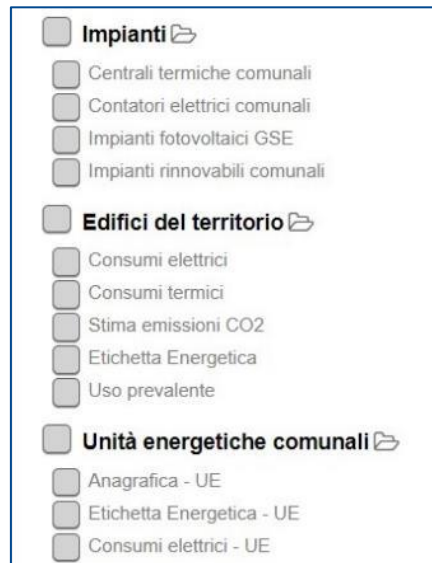 Impianti
Centrali termiche comunali
Contatori elettrici comunali
Impianti fotovoltaici GSE
Impianti rinnovabili comunali
Edifici del territorio
Consumi elettrici
Consumi termici
Stima emissioni CO2
Etichetta Energetica
Uso prevalente
Unità energetiche comunali
Anagrafica - UE
Etichetta Energetica - UE
Consumi elettrici - UE